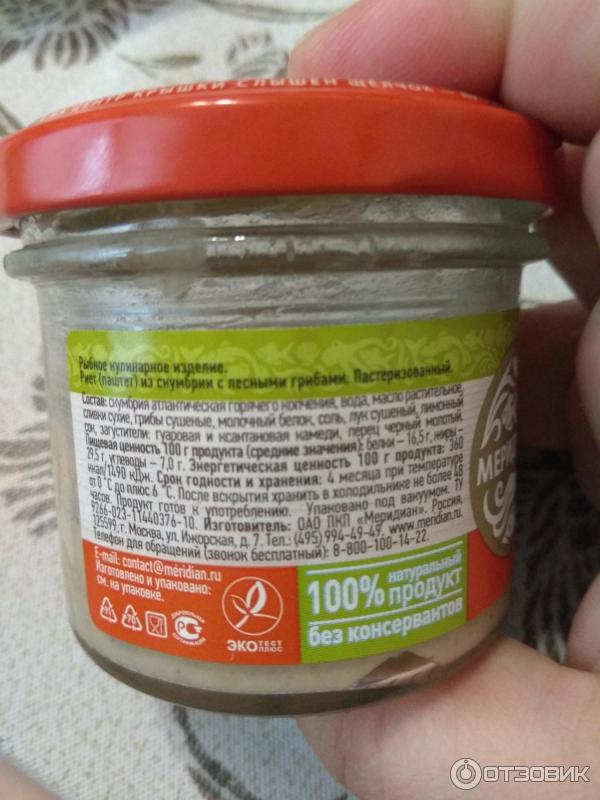 ЦЕНТР КРЫШКИ СЛЫШЕН ЩЕЛЧОК
Рыбное кулинарное изделие.
Риет (паштет) из скумбрии с лесными грибами. Пастеризованный.
Состав: скумбрия атлантическая горячего копчения, вода, масло растительное,
сливки сухие, грибы сушеные, молочный белок, соль, лук сушеный, лимонный
сок, загустители: гуаровая и ксантановая камеди, перец черный молотый.
Пищевая ценность 100 г продукта (средние значения): белки – 16,5 г, жиры –
29,5 г, углеводы – 7,0 г. Энергетическая ценность 100 г продукта: 360
ккал/1490 кДж. Срок годности и хранения: 4 месяца при температуре
от 0 °С до плюс 6 °С. После вскрытия хранить в холодильнике не более 48
часов. Продукт готов к употреблению. Упаковано под вакуумом. ТУ
9266-023-11440376-10. Изготовитель: ОАО ПКП «Меридиан». Россия,
125599, г. Москва, ул. Ижорская, д. 7. Тел.: (495) 994-49-49. www.meridian.ru.
Телефон для обращений (звонок бесплатный): 8-800-100-14-22.
E-mail: contact@meridian.ru
Изготовлено и упаковано:
см. на упаковке.
70
РСТ
ЭКО ТЕСТ ПЛЮС
100% натуральный продукт
без консервантов
МЕРИ
ОТЗОВИК